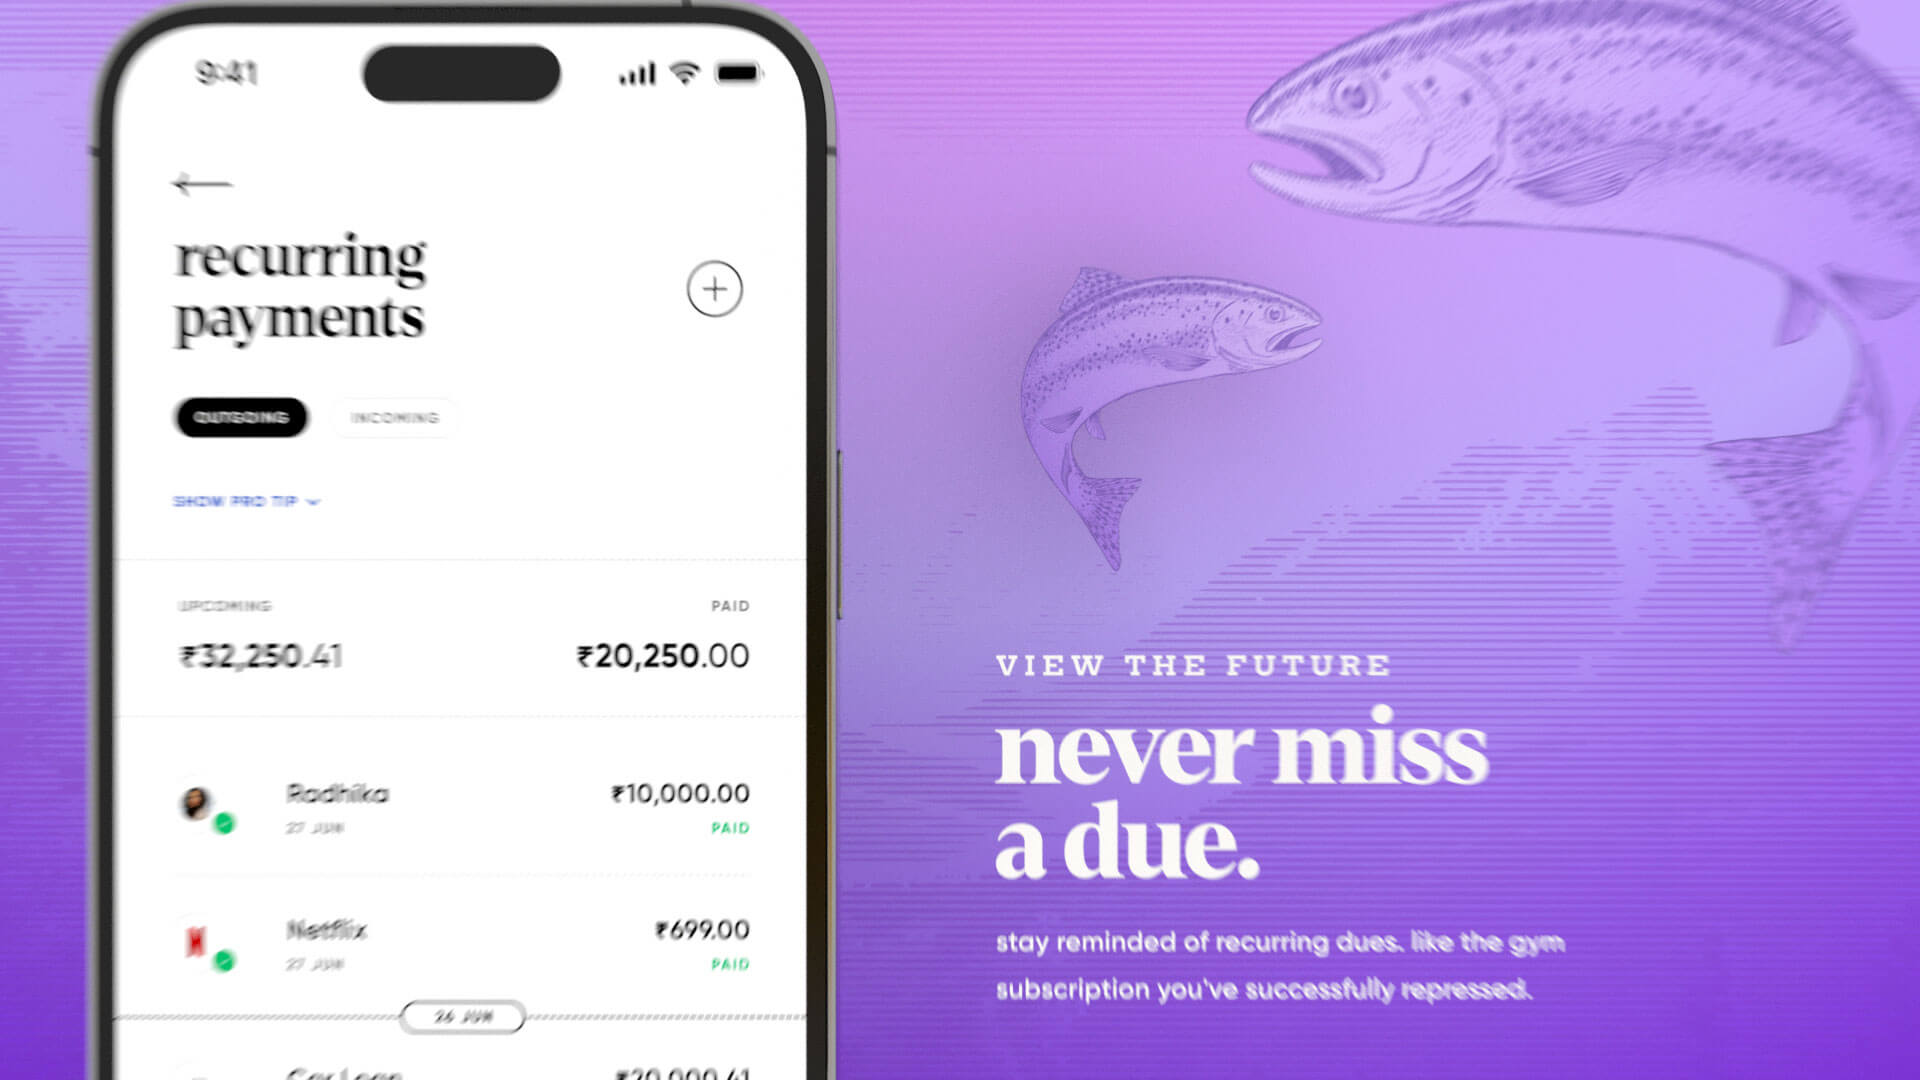 9:41
recurring
payments
OUTGOING
INCOMING
SHOW PRO TIP
UPCOMING
PAID
₹32,250.41
₹20,250.00
Radhika
₹10,000.00
27 JUN
PAID
Netflix
₹699.00
27 JUN
PAID
26 JUN
Car Loan
₹20,000.41
VIEW THE FUTURE
never miss
a due.
stay reminded of recurring dues. like the gym
subscription you've successfully repressed.